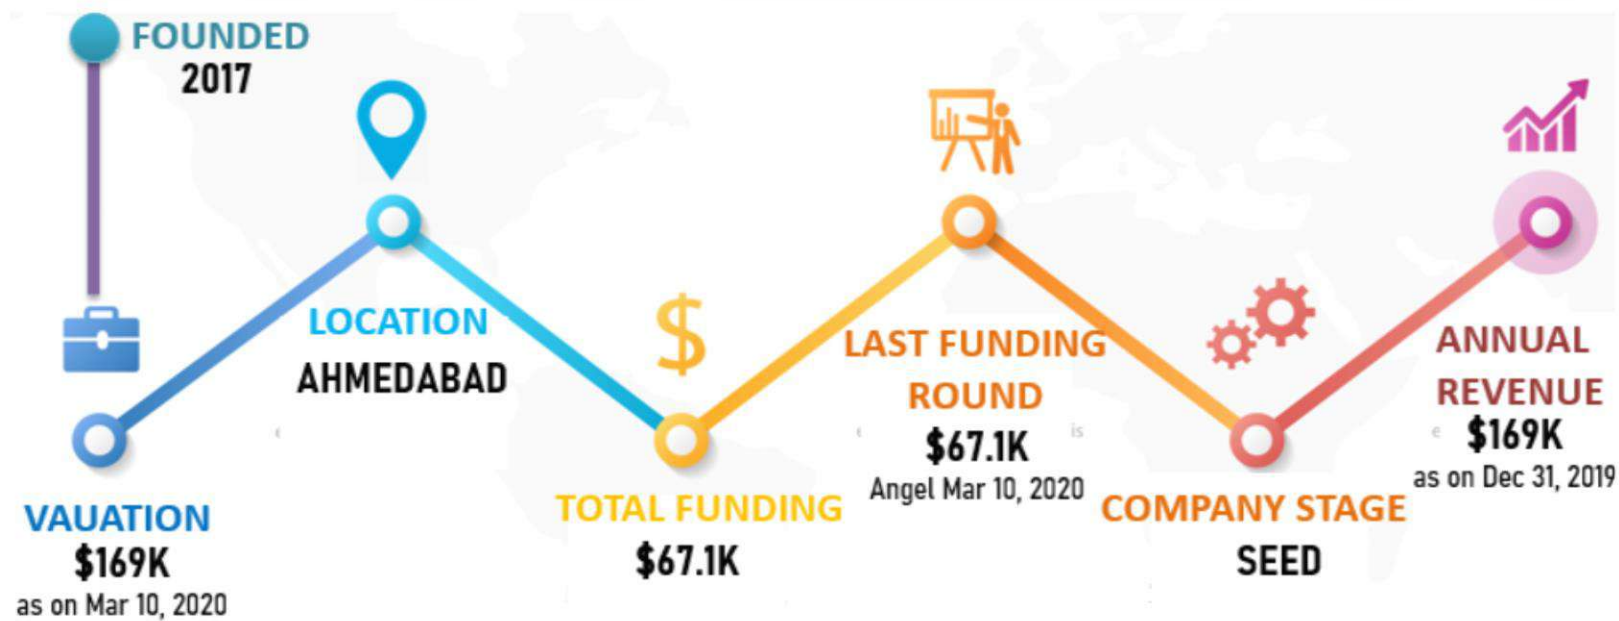 FOUNDED
2017
VAUATION
$169K
as on Mar 10, 2020
LOCATION
AHMEDABAD
$
TOTAL FUNDING
$67.1K
LAST FUNDING
ROUND
$67.1K
Angel Mar 10, 2020
is
COMPANY STAGE
SEED
ANNUAL
REVENUE
e
$169K
as on Dec 31, 2019